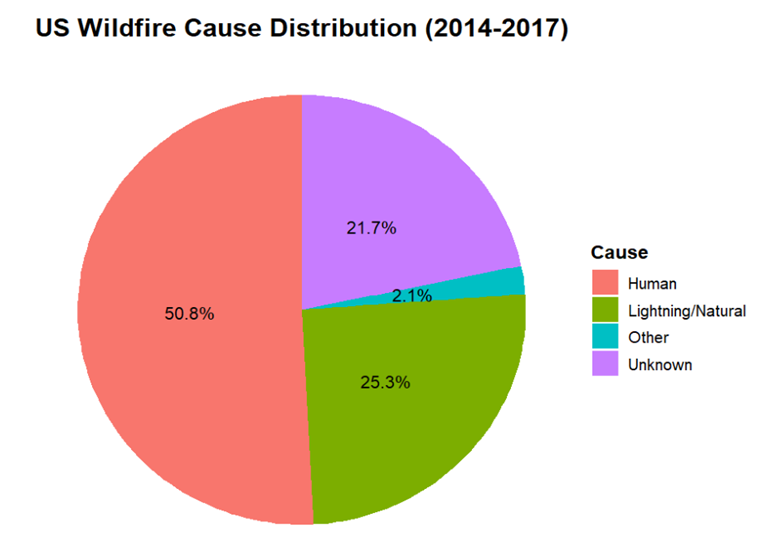 US Wildfire Cause Distribution (2014-2017)
21.7%
2.1%
50.8%
25.3%
Cause
Human
Lightning/Natural
Other
Unknown